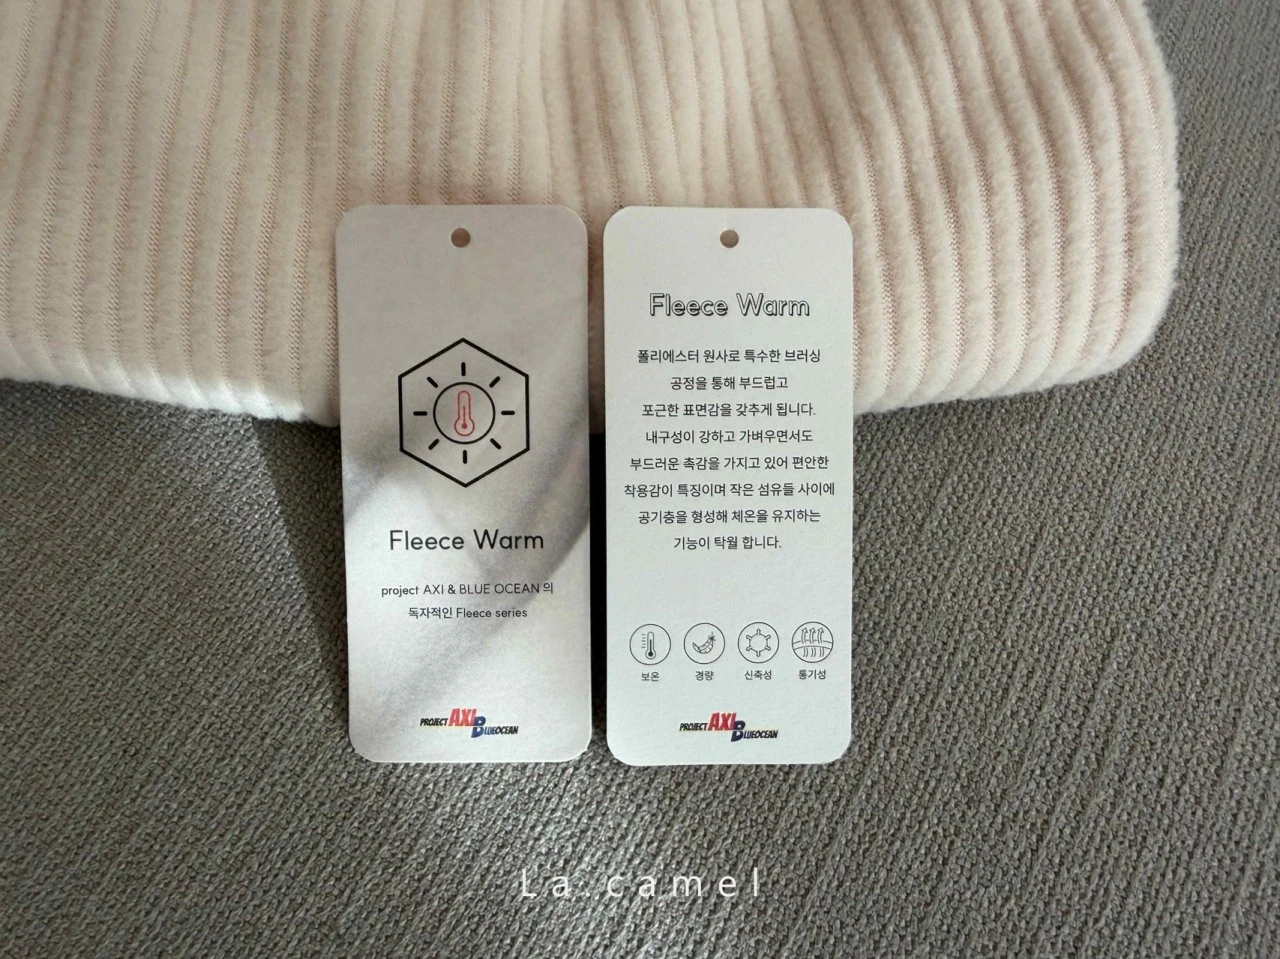 Fleece Warm
project AXI & BLUE OCEAN 의
독자적인 Fleece series
PROJECT AXI BLUEOCEAN
Fleece Warm
폴리에스터 원사로 특수한 브러싱
공정을 통해 부드럽고
포근한 표면감을 갖추게 됩니다.
내구성이 강하고 가벼우면서도
부드러운 촉감을 가지고 있어 편안한
착용감이 특징이며 작은 섬유들 사이에
공기층을 형성해 체온을 유지하는
기능이 탁월 합니다.
보온 경량 신축성 통기성
PROJECT AXI BLUEOCEAN
La.camel